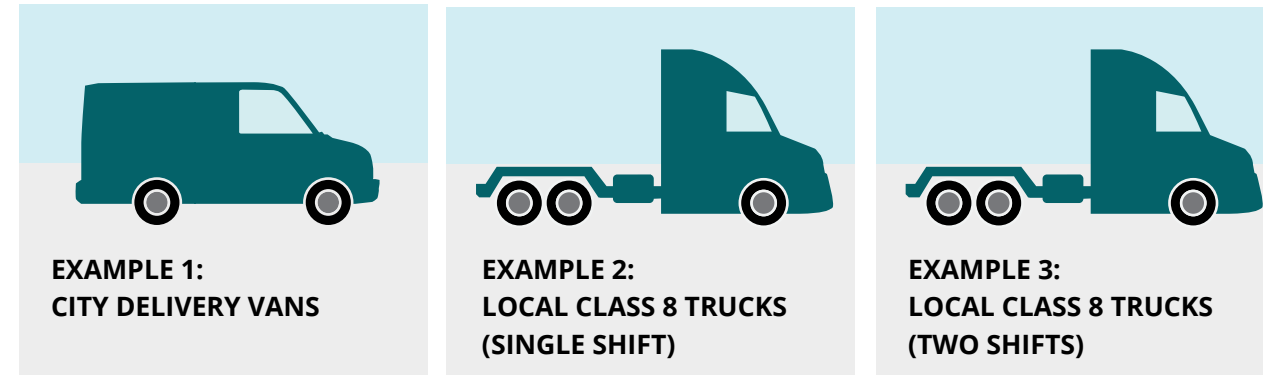 EXAMPLE 1:
CITY DELIVERY VANS
EXAMPLE 2:
LOCAL CLASS 8 TRUCKS
(SINGLE SHIFT)
EXAMPLE 3:
LOCAL CLASS 8 TRUCKS
(TWO SHIFTS)